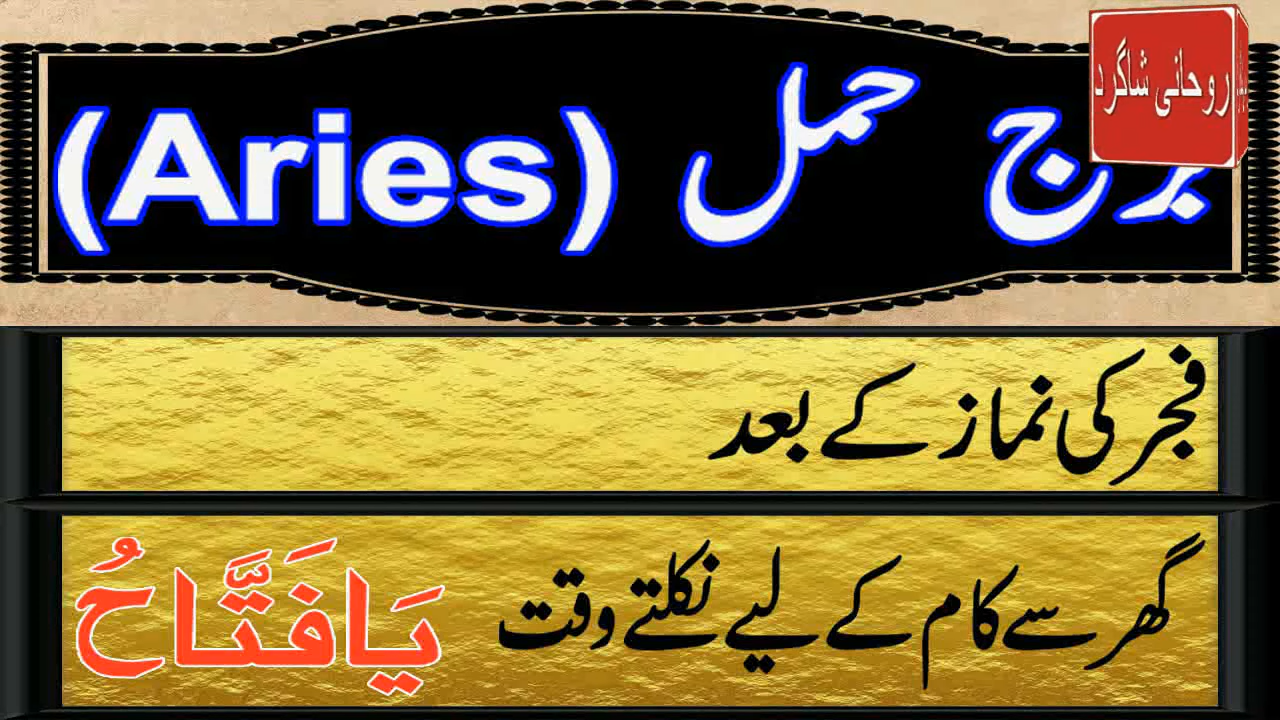 روحانی شاگرد
برج حمل (Aries)
فجر کی نماز کے بعد
گھر سے کام کے لیے نکلتے وقت یَافَتَّاحُ